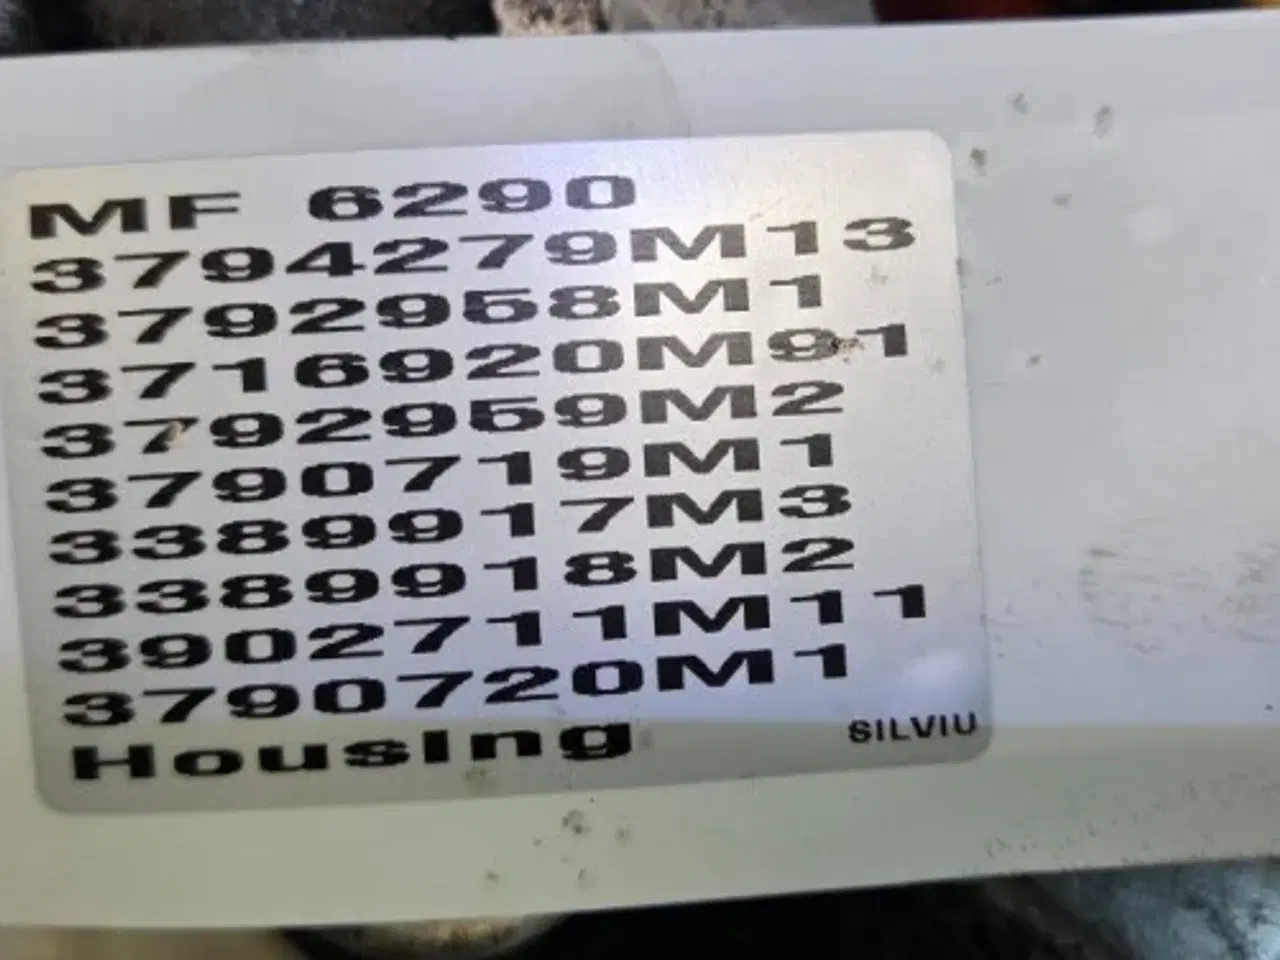 MF 6290
3794279M13
3792958M1
3716920M91
3792959M2
3790719M1
3389917M3
3389918M2
3902711M11
3790720M1
Housing
SILVIU